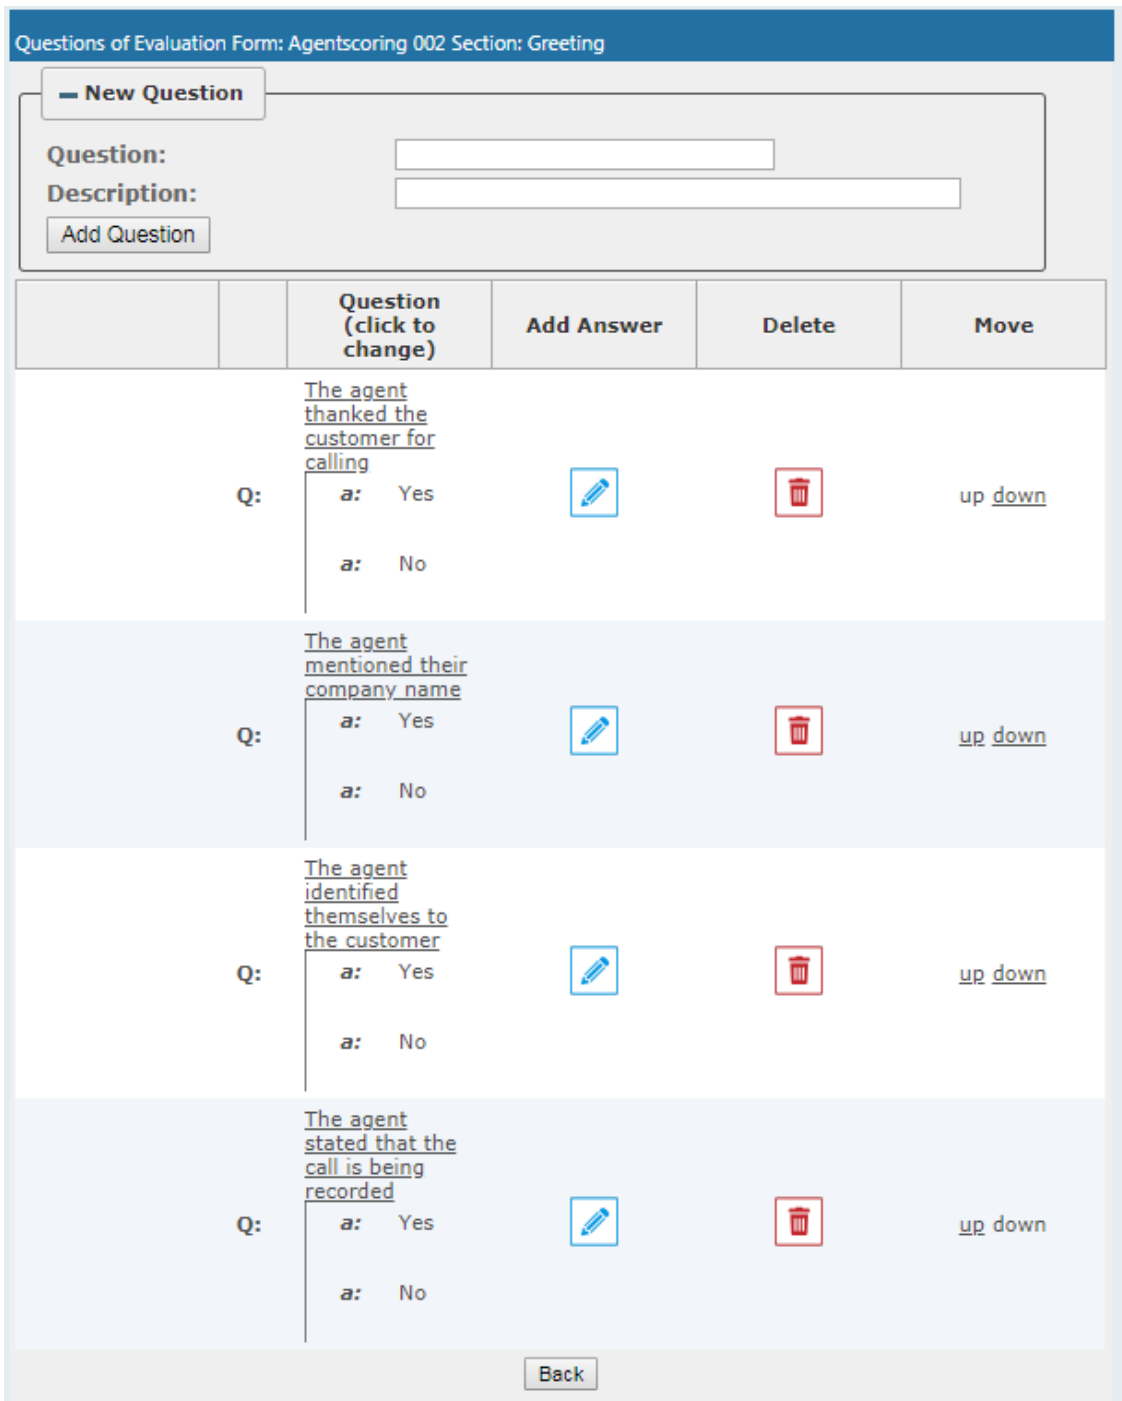 Questions of Evaluation Form: Agentscoring 002 Section: Greeting
New Question
Question:
Description:
Add Question
Question
(click to
change)
Add Answer
Delete
Move
The agent
thanked the
customer for
calling
Q:
a: Yes
up down
a: No
The agent
mentioned their
company name
a: Yes
Q:
up down
a: No
The agent
identified
themselves to
the customer
Q:
a: Yes
up down
a: No
The agent
stated that the
call is being
recorded
Q:
a: Yes
up down
a: No
Back